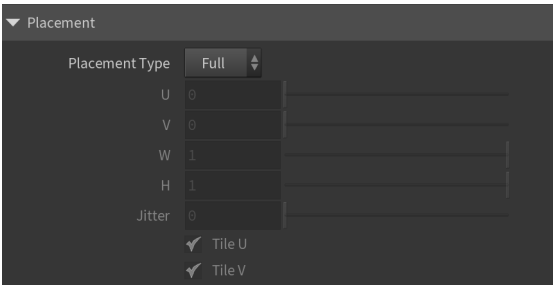 Placement
Placement Type Full
U 0
V 0
W 1
H 1
Jitter 0
Tile U
Tile V